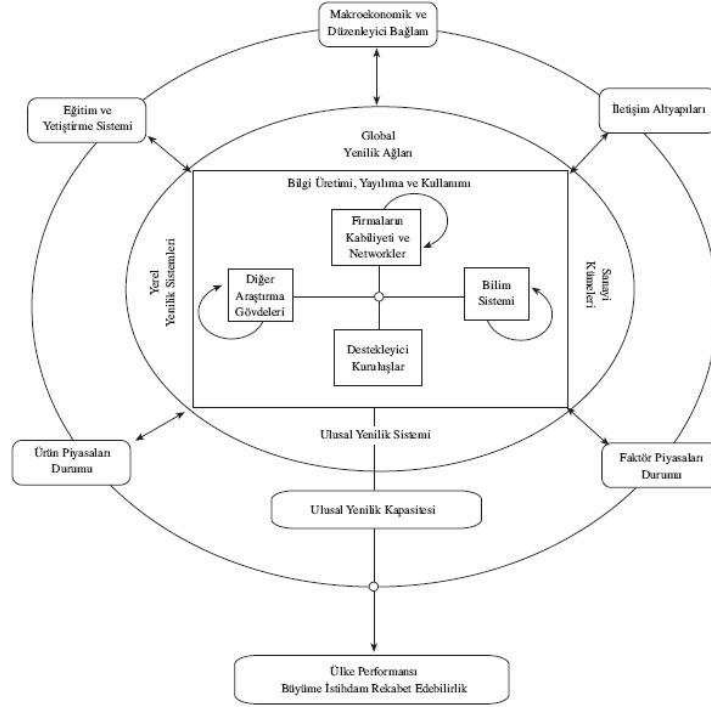 Makroekonomik ve
Düzenleyici Bağlam
Eğitim ve
Yetiştirme Sistemi
İletişim Altyapıları
Global
Yenilik Ağları
Bilgi Üretimi, Yayılıma ve Kullanımı
Firmaların
Kabiliyeti ve
Networkler
Yerel
Yenilik Sistemleri
Diğer
Araştırma
Gövdeleri
Bilim
Sistemi
Sanayi
Kümeleri
Destekleyici
Kuruluşlar
Ulusal Yenilik Sistemi
Ürün Piyasaları
Durumu
Faktör Piyasaları
Durumu
Ulusal Yenilik Kapasitesi
Ülke Performansı
Büyüme İstihdam Rekabet Edebilirlik